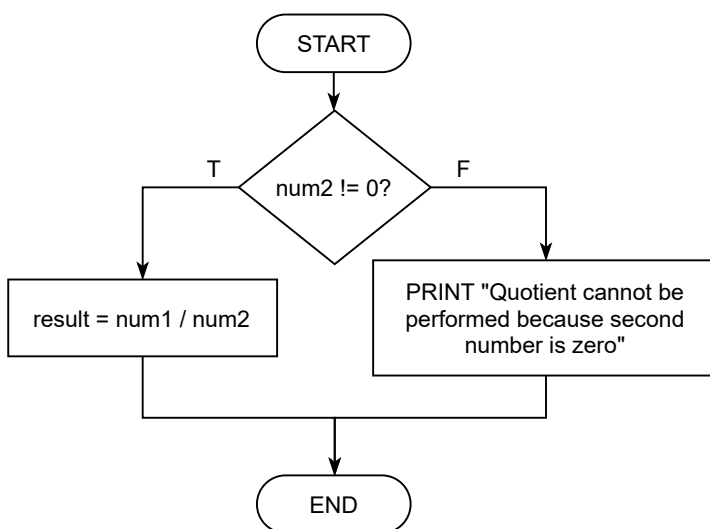 START
T
num2 != 0?
F
result = num1 / num2
PRINT "Quotient cannot be
performed because second
number is zero"
END